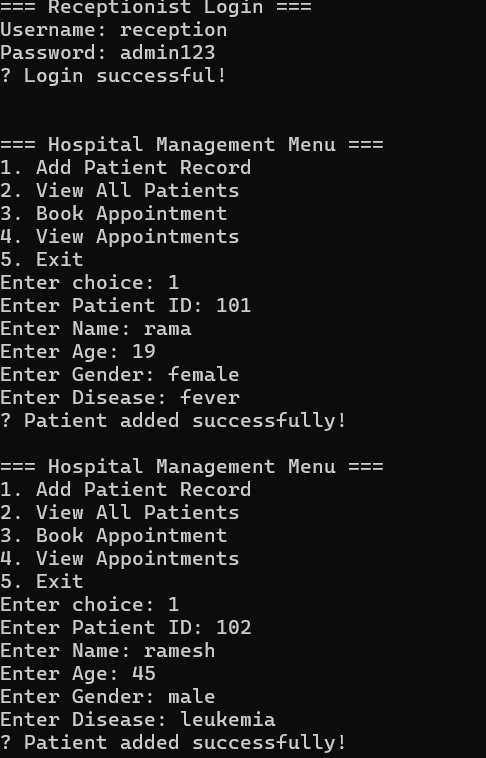 === Receptionist Login ===
Username: reception
Password: admin123
? Login successful!
=== Hospital Management Menu ===
1. Add Patient Record
2. View All Patients
3. Book Appointment
4. View Appointments
5. Exit
Enter choice: 1
Enter Patient ID: 101
Enter Name: rama
Enter Age: 19
Enter Gender: female
Enter Disease: fever
? Patient added successfully!
=== Hospital Management Menu ===
1. Add Patient Record
2. View All Patients
3. Book Appointment
4. View Appointments
5. Exit
Enter choice: 1
Enter Patient ID: 102
Enter Name: ramesh
Enter Age: 45
Enter Gender: male
Enter Disease: leukemia
? Patient added successfully!